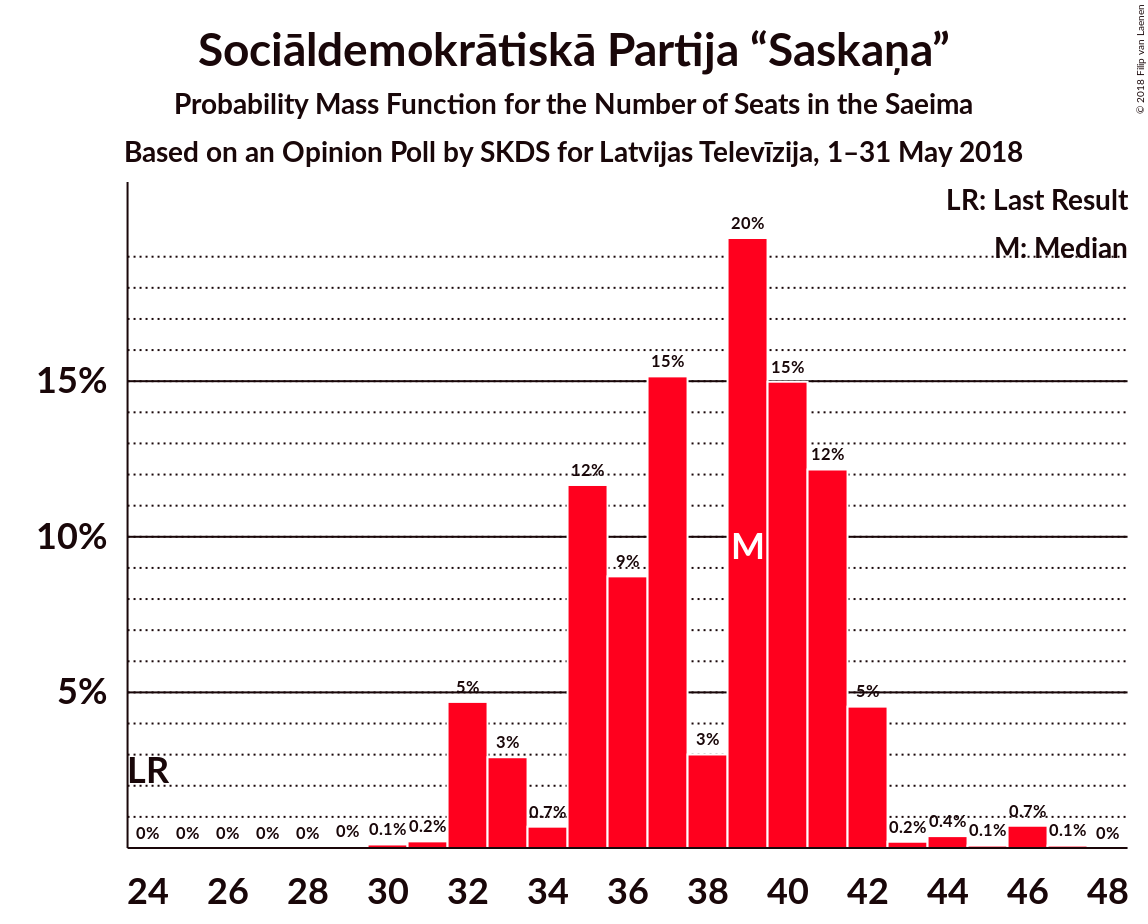 Sociāldemokrātiskā Partija “Saskaņa”
Probability Mass Function for the Number of Seats in the Saeima
Based on an Opinion Poll by SKDS for Latvijas Televīzija, 1–31 May 2018
© 2018 Filip van Laenen
LR: Last Result
M: Median
15%
10%
5%
LR
M
0% 0% 0% 0% 0% 0% 0.1% 0.2% 5% 3% 0.7% 12% 9% 15% 3% 20% 15% 12% 5% 0.2% 0.4% 0.1% 0.7% 0.1% 0%
24 26 28 30 32 34 36 38 40 42 44 46 48